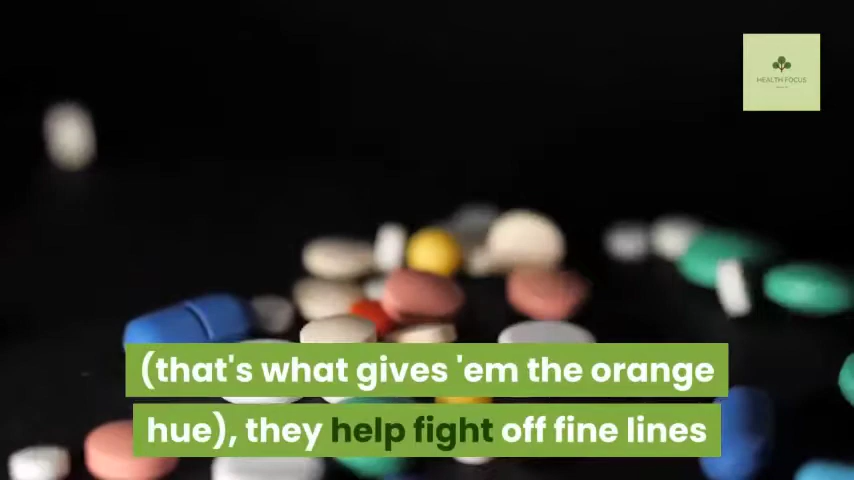 HEALTH FOCUS
(that's what gives 'em the orange
hue), they help fight off fine lines